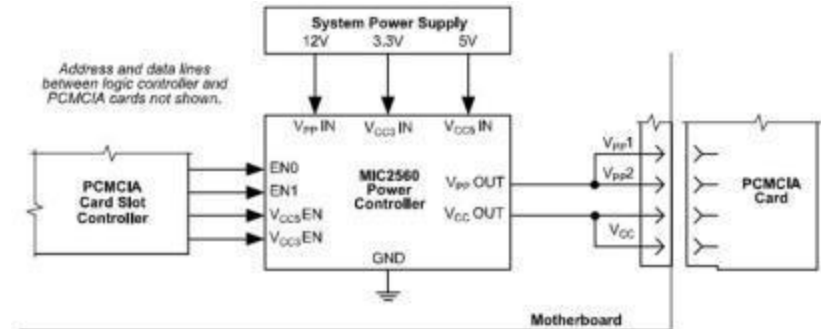 System Power Supply
12V 3.3V 5V
Address and data lines
between logic controller and
PCMCIA cards not shown.
VPP IN VCC3 IN VCC5 IN
PCMCIA
Card Slot
Controller
EN0
EN1
VCC5 EN
VCC3 EN
MIC2560
Power
Controller
VPP OUT
VCC OUT
GND
VPP1
VPP2
VCC
PCMCIA
Card
Motherboard